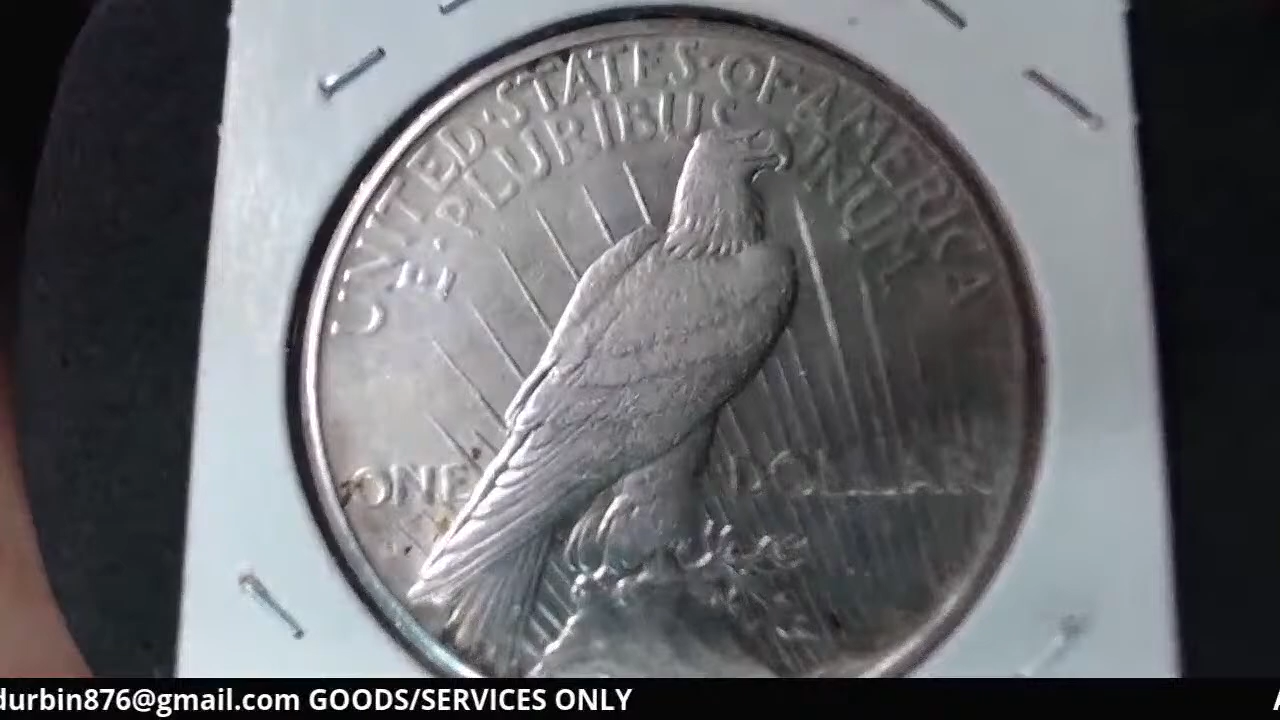 UNITED·STATES·OF·AMERICA
E·PLURIBUS
UNUM
ONE
DOLLAR
durbin876@gmail.com GOODS/SERVICES ONLY